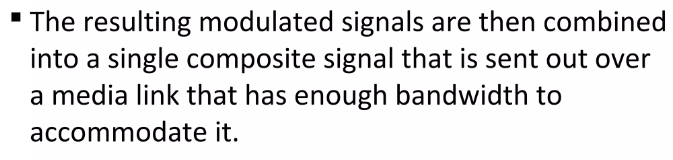 ▪ The resulting modulated signals are then combined
into a single composite signal that is sent out over
a media link that has enough bandwidth to
accommodate it.